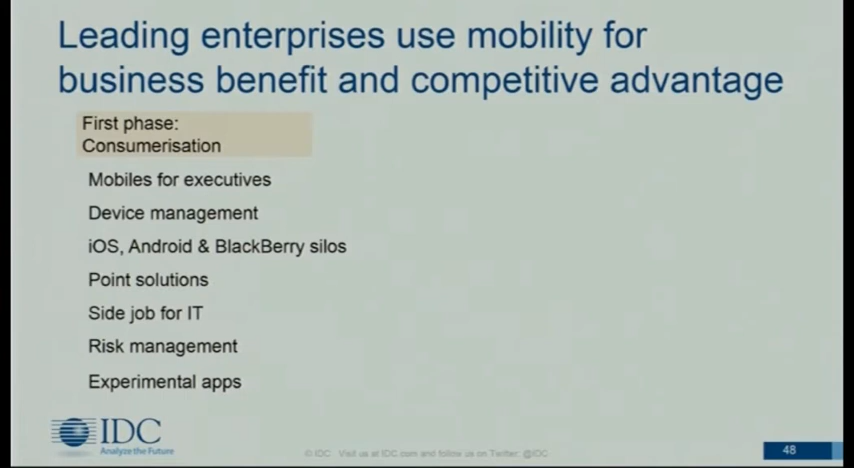 Leading enterprises use mobility for
business benefit and competitive advantage
First phase:
Consumerisation
Mobiles for executives
Device management
iOS, Android & BlackBerry silos
Point solutions
Side job for IT
Risk management
Experimental apps
IDC
Analyze the Future
© IDC Visit us at IDC.com and follow us on Twitter: @IDC
48